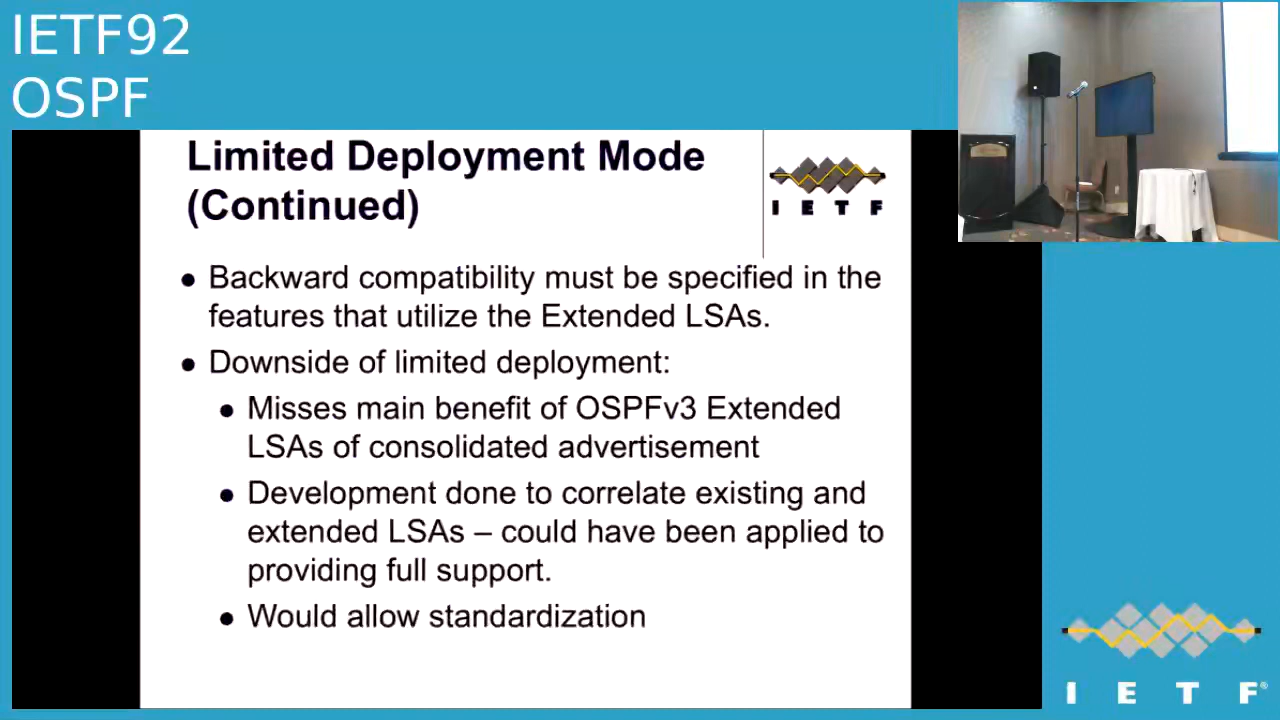 IETF92
OSPF
Limited Deployment Mode
(Continued)
I E T F
● Backward compatibility must be specified in the
features that utilize the Extended LSAs.
● Downside of limited deployment:
● Misses main benefit of OSPFv3 Extended
LSAs of consolidated advertisement
● Development done to correlate existing and
extended LSAs – could have been applied to
providing full support.
● Would allow standardization
I E T F®